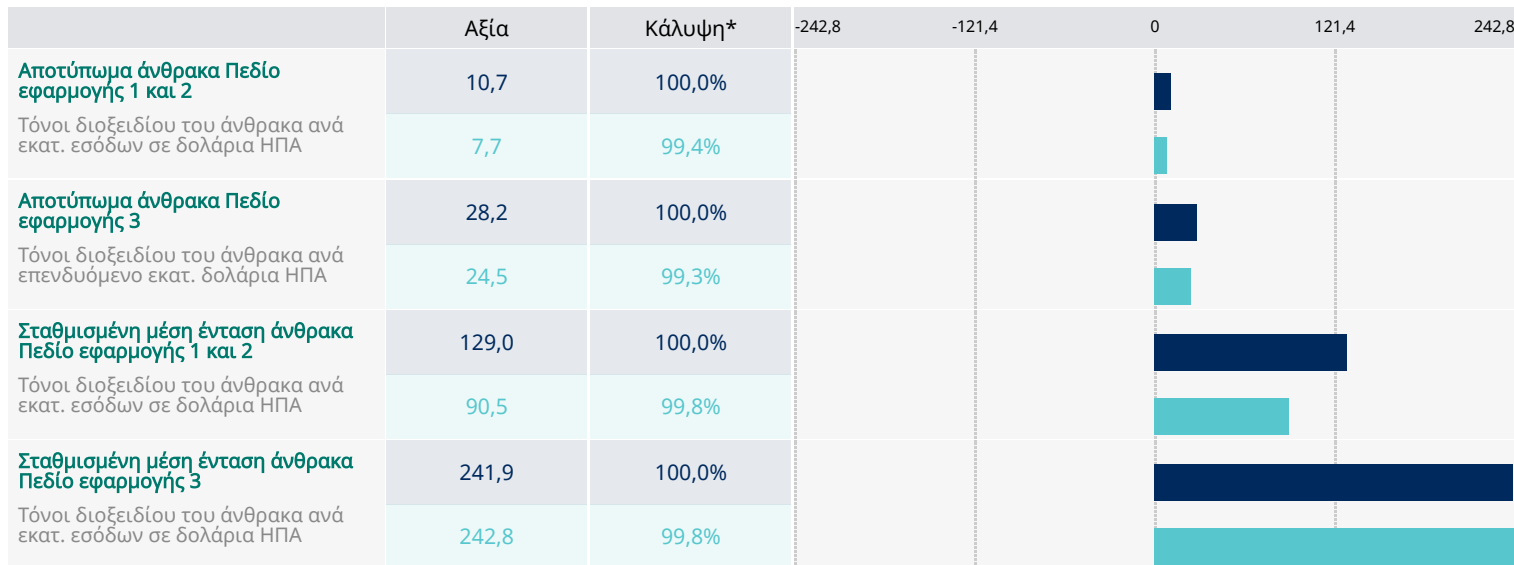 Αξία Κάλυψη* -242,8 -121,4 0 121,4 242,8
Αποτύπωμα άνθρακα Πεδίο
εφαρμογής 1 και 2
Τόνοι διοξειδίου του άνθρακα ανά
εκατ. εσόδων σε δολάρια ΗΠΑ
10,7 100,0%
7,7 99,4%
Αποτύπωμα άνθρακα Πεδίο
εφαρμογής 3
Τόνοι διοξειδίου του άνθρακα ανά
επενδυόμενο εκατ. δολάρια ΗΠΑ
28,2 100,0%
24,5 99,3%
Σταθμισμένη μέση ένταση άνθρακα
Πεδίο εφαρμογής 1 και 2
Τόνοι διοξειδίου του άνθρακα ανά
εκατ. εσόδων σε δολάρια ΗΠΑ
129,0 100,0%
90,5 99,8%
Σταθμισμένη μέση ένταση άνθρακα
Πεδίο εφαρμογής 3
Τόνοι διοξειδίου του άνθρακα ανά
εκατ. εσόδων σε δολάρια ΗΠΑ
241,9 100,0%
242,8 99,8%